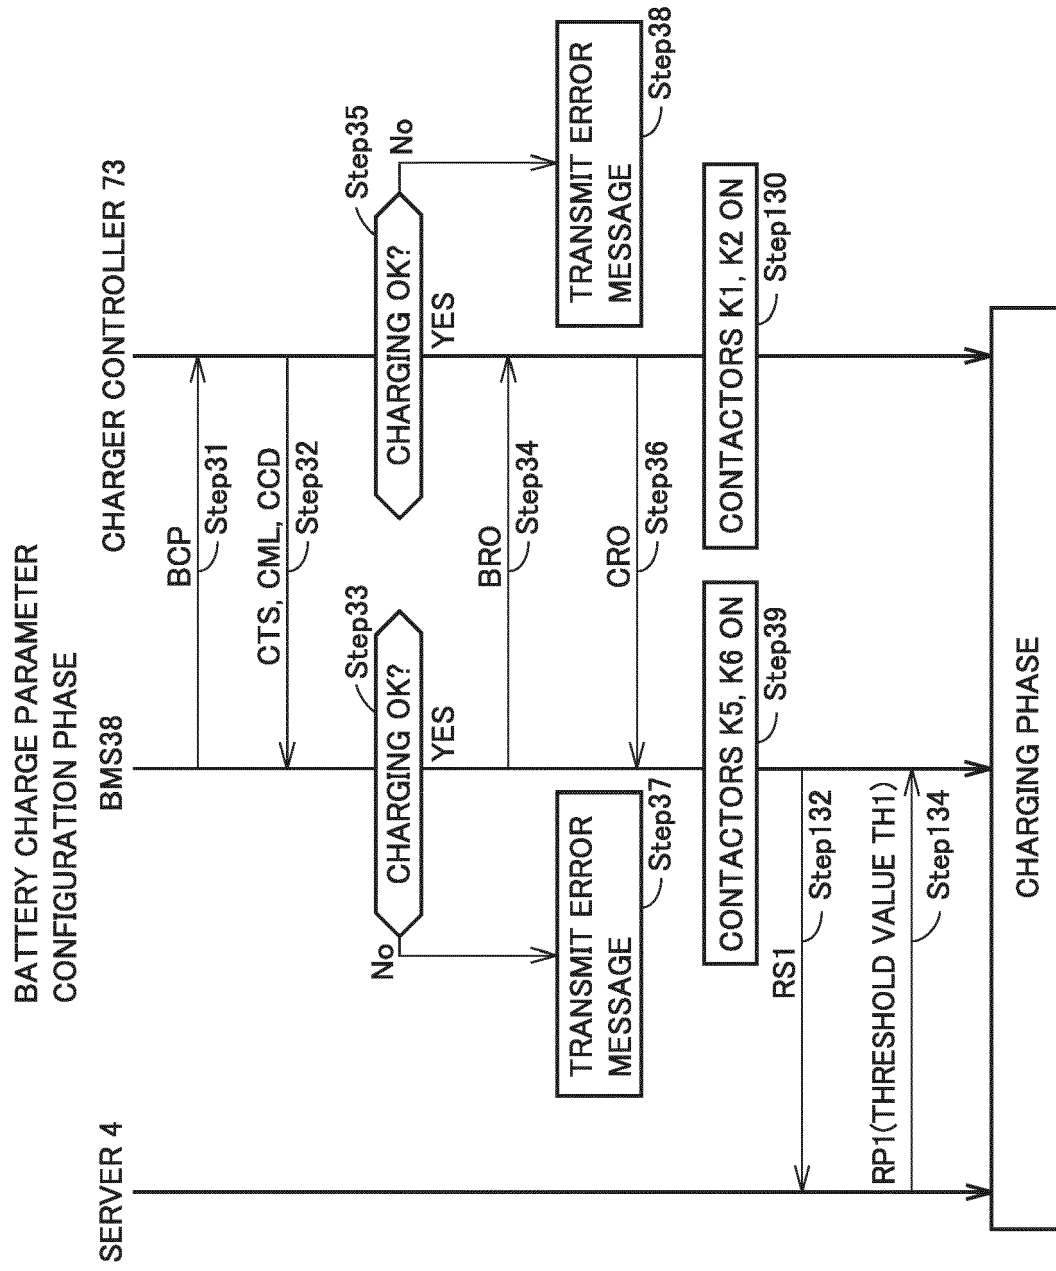 BATTERY CHARGE PARAMETER
CONFIGURATION PHASE
SERVER 4
BMS38
CHARGER CONTROLLER 73
BCP
Step31
CTS, CML, CCD
Step32
Step33
CHARGING OK?
No
YES
Step35
CHARGING OK?
No
YES
BRO
Step34
TRANSMIT ERROR
MESSAGE
Step37
TRANSMIT ERROR
MESSAGE
Step38
CRO
Step36
CONTACTORS K5, K6 ON
Step39
CONTACTORS K1, K2 ON
Step130
RS1
Step132
RP1(THRESHOLD VALUE TH1)
Step134
CHARGING PHASE